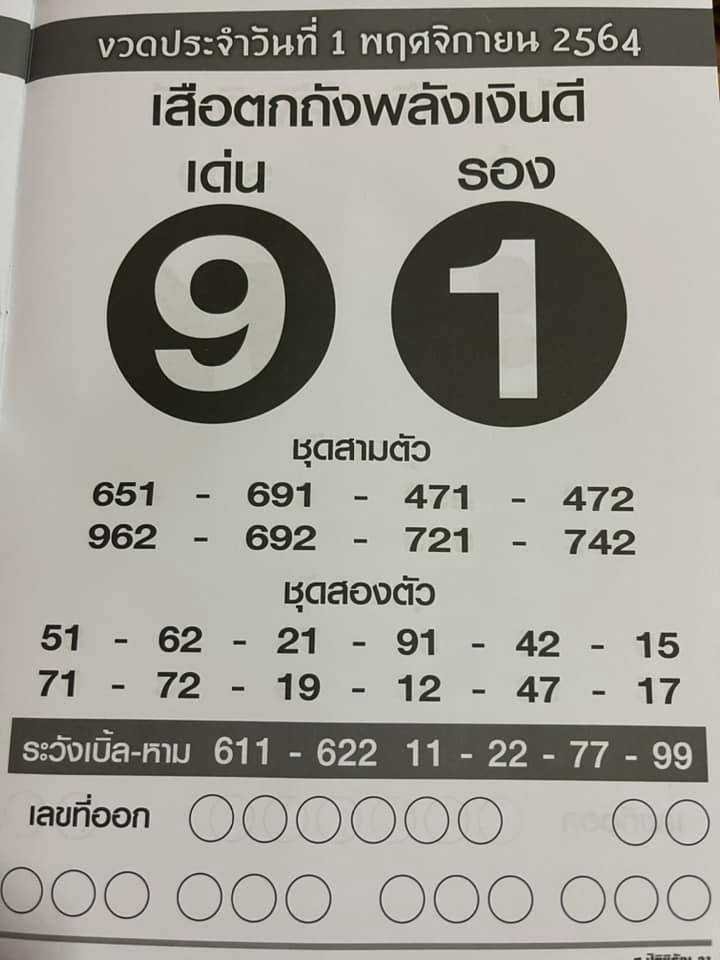 งวดประจำวันที่ 1 พฤศจิกายน 2564
เสือตกถังพลังเงินดี
เด่น รอง
9 1
ชุดสามตัว
651 - 691 - 471 - 472
962 - 692 - 721 - 742
ชุดสองตัว
51 - 62 - 21 - 91 - 42 - 15
71 - 72 - 19 - 12 - 47 - 17
ระวังเบิ้ล-หาม 611 - 622 11 - 22 - 77 - 99
เลขที่ออก